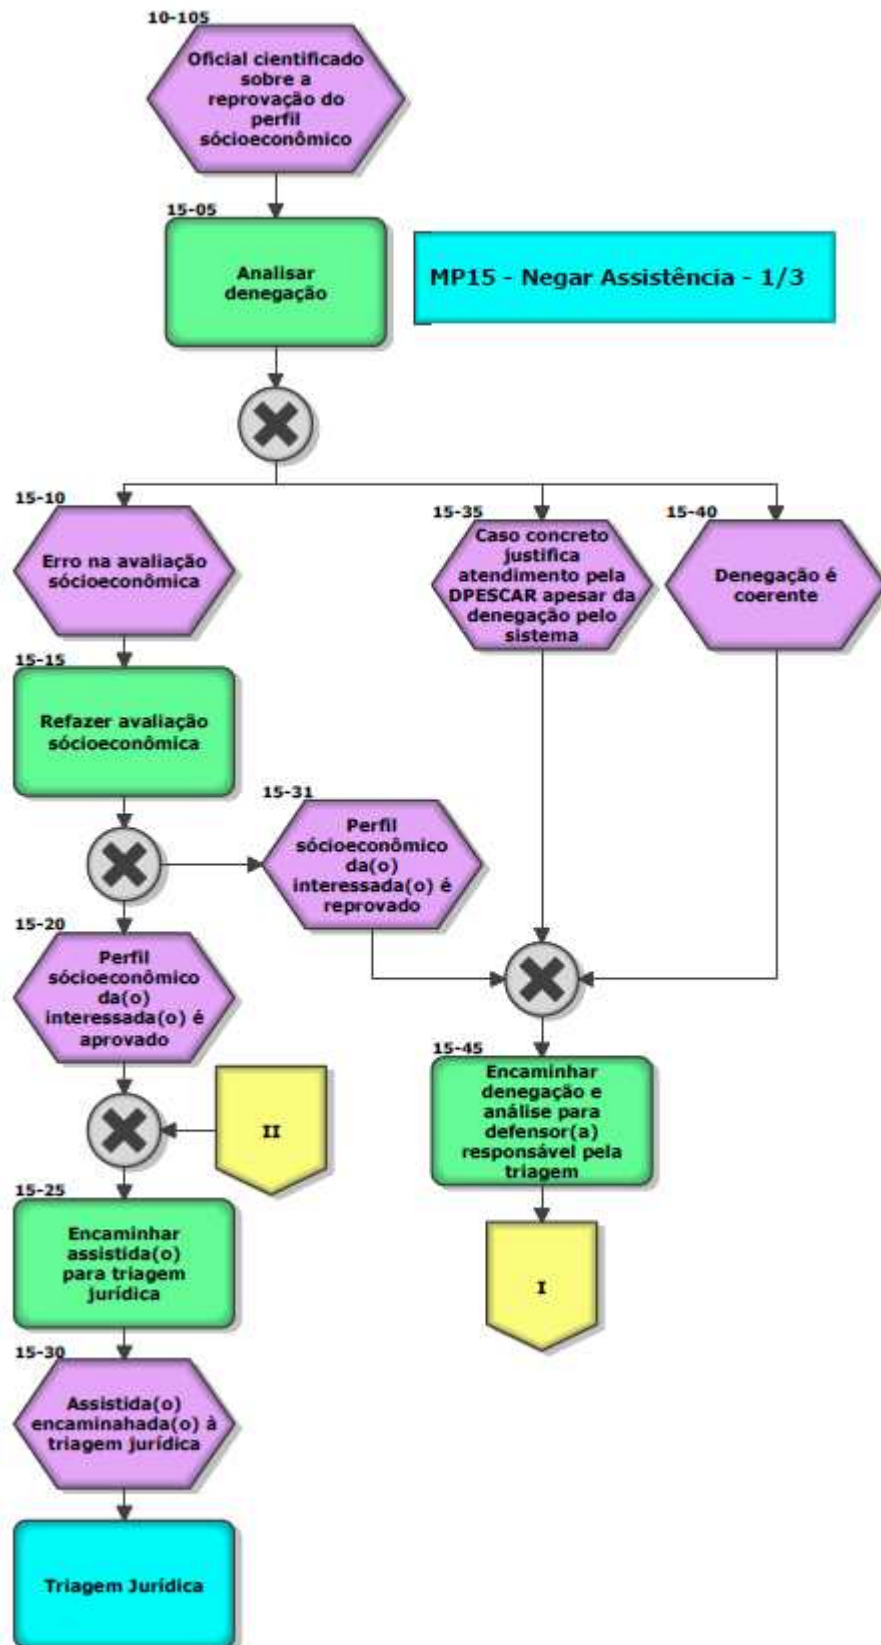 10-105
Oficial cientificado
sobre a
reprovação do
perfil
sócioeconômico
15-05
Analisar
denegação
MP15 - Negar Assistência - 1/3
15-10
Erro na avaliação
sócioeconômica
15-35
Caso concreto
justifica
atendimento pela
DPESCAR apesar da
denegação pelo
sistema
15-40
Denegação é
coerente
15-15
Refazer avaliação
sócioeconômica
15-31
Perfil
sócioeconômico
da(o)
interessada(o) é
reprovado
15-20
Perfil
sócioeconômico
da(o)
interessada(o) é
aprovado
II
15-45
Encaminhar
denegação e
análise para
defensor(a)
responsável pela
triagem
15-25
Encaminhar
assistida(o)
para triagem
jurídica
I
15-30
Assistida(o)
encaminahada(o) à
triagem jurídica
Triagem Jurídica